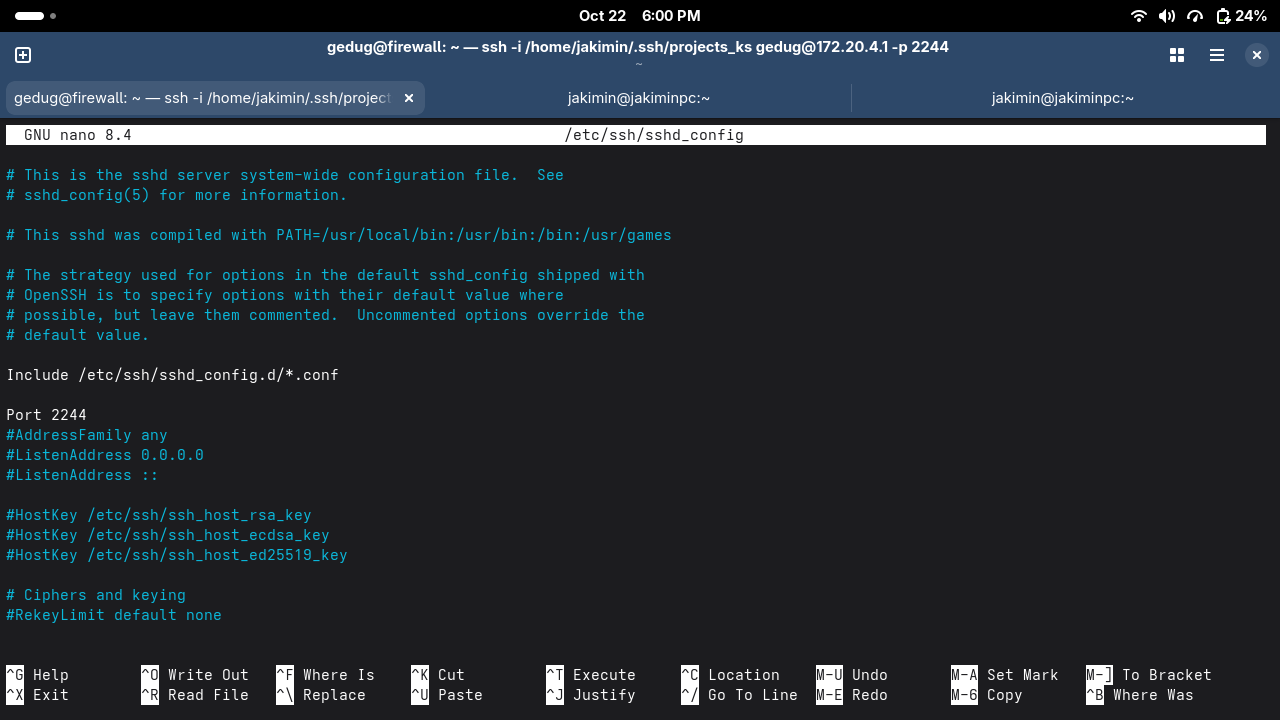 Oct 22 6:00 PM
24%
gedug@firewall: ~ — ssh -i /home/jakimin/.ssh/projects_ks gedug@172.20.4.1 -p 2244
~
gedug@firewall: ~ — ssh -i /home/jakimin/.ssh/project
jakimin@jakiminpc:~
jakimin@jakiminpc:~
GNU nano 8.4 /etc/ssh/sshd_config
# This is the sshd server system-wide configuration file.  See
# sshd_config(5) for more information.
# This sshd was compiled with PATH=/usr/local/bin:/usr/bin:/bin:/usr/games
# The strategy used for options in the default sshd_config shipped with
# OpenSSH is to specify options with their default value where
# possible, but leave them commented.  Uncommented options override the
# default value.
Include /etc/ssh/sshd_config.d/*.conf
Port 2244
#AddressFamily any
#ListenAddress 0.0.0.0
#ListenAddress ::
#HostKey /etc/ssh/ssh_host_rsa_key
#HostKey /etc/ssh/ssh_host_ecdsa_key
#HostKey /etc/ssh/ssh_host_ed25519_key
# Ciphers and keying
#RekeyLimit default none
^G Help ^O Write Out ^F Where Is ^K Cut ^T Execute ^C Location M-U Undo M-A Set Mark M-] To Bracket
^X Exit ^R Read File ^\ Replace ^U Paste ^J Justify ^/ Go To Line M-E Redo M-6 Copy ^B Where Was